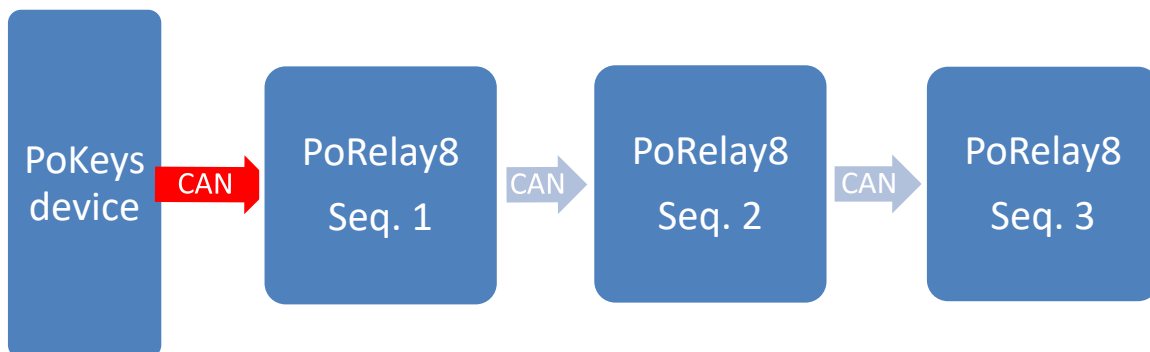 PoKeys
device
CAN
PoRelay8
Seq. 1
CAN
PoRelay8
Seq. 2
CAN
PoRelay8
Seq. 3